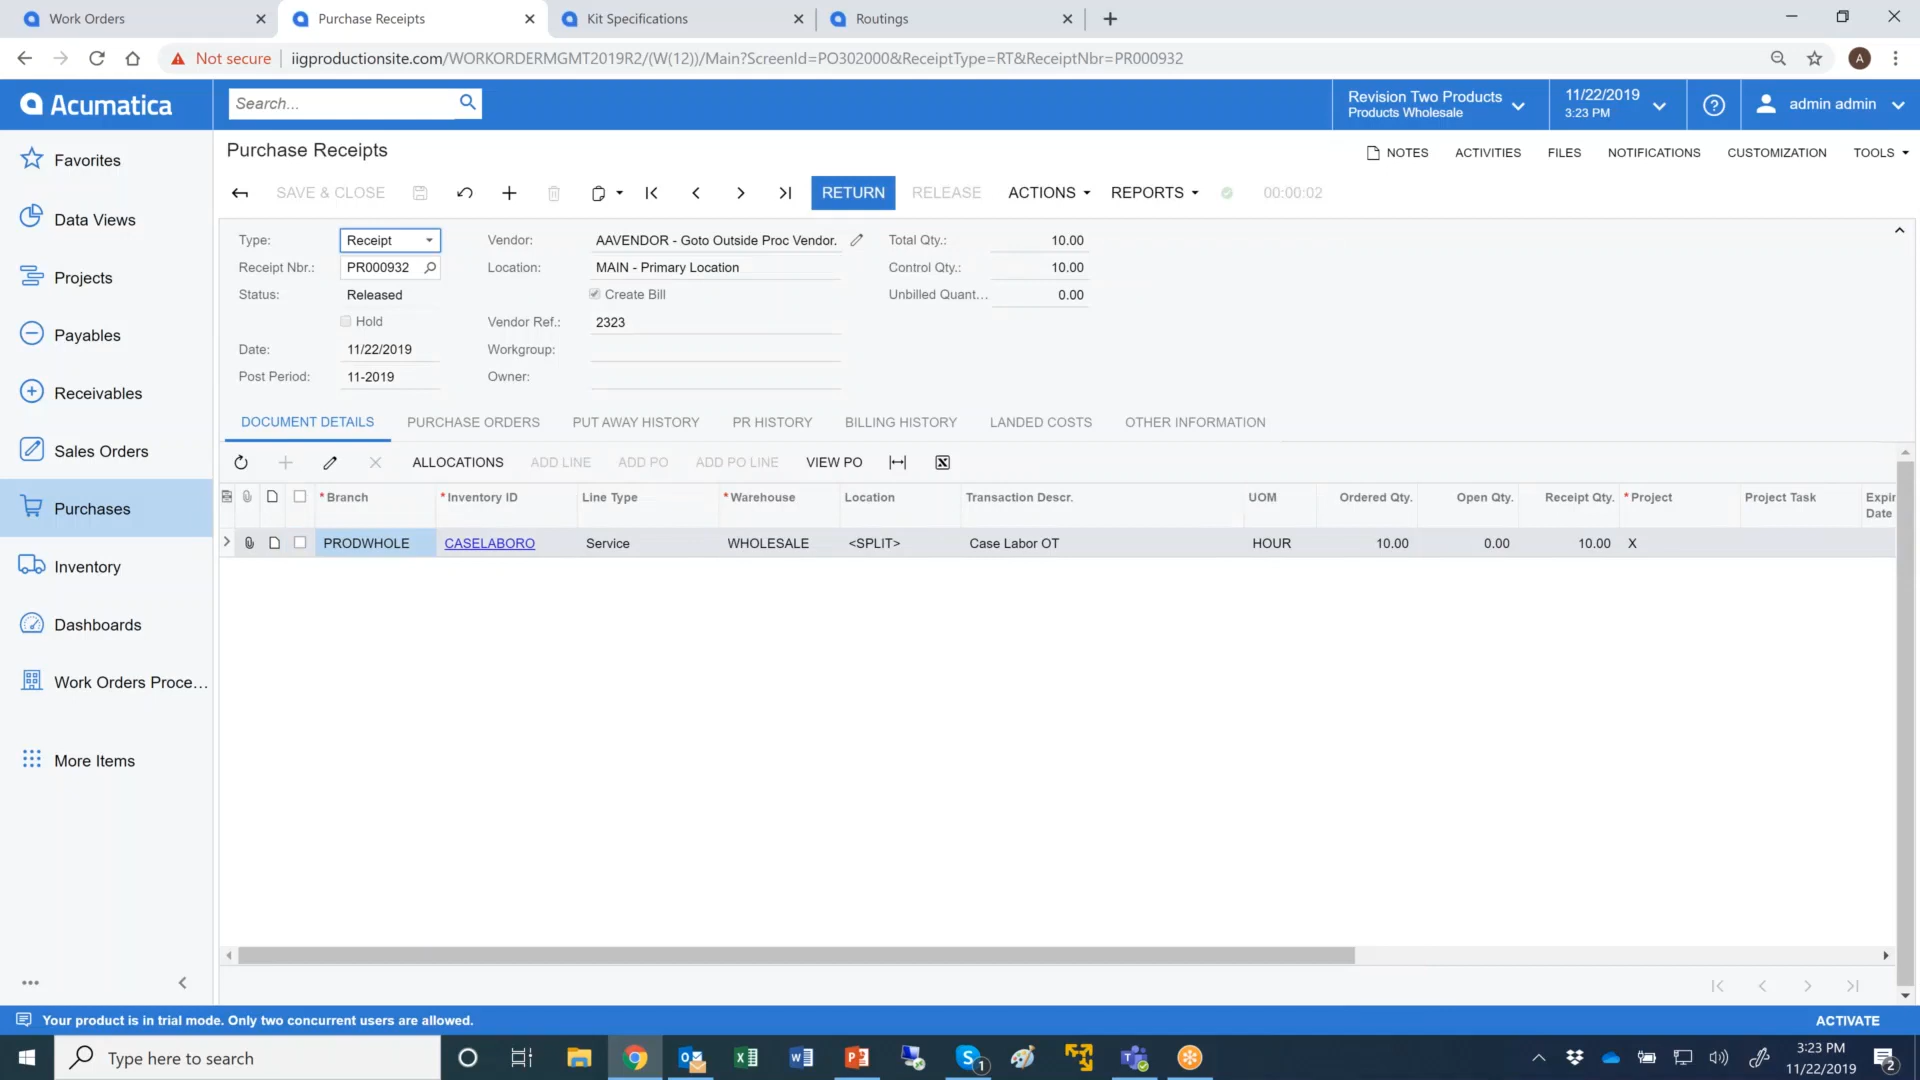 Work Orders
Purchase Receipts
Kit Specifications
Routings
Not secure
iigproductionsite.com/WORKORDERMGMT2019R2/(W(12))/Main?ScreenId=PO302000&ReceiptType=RT&ReceiptNbr=PR000932
A
Acumatica
Search...
Revision Two Products
Products Wholesale
11/22/2019
3:23 PM
admin admin
Favorites
Data Views
Projects
Payables
Receivables
Sales Orders
Purchases
Inventory
Dashboards
Work Orders Proce...
More Items
Purchase Receipts
NOTES ACTIVITIES FILES NOTIFICATIONS CUSTOMIZATION TOOLS
SAVE & CLOSE RETURN RELEASE ACTIONS REPORTS 00:00:02
Type: Receipt Vendor: AAVENDOR - Goto Outside Proc Vendor. Total Qty.: 10.00
Receipt Nbr.: PR000932 Location: MAIN - Primary Location Control Qty.: 10.00
Status: Released Create Bill Unbilled Quant... 0.00
Hold Vendor Ref.: 2323
Date: 11/22/2019 Workgroup:
Post Period: 11-2019 Owner:
DOCUMENT DETAILS PURCHASE ORDERS PUT AWAY HISTORY PR HISTORY BILLING HISTORY LANDED COSTS OTHER INFORMATION
ALLOCATIONS ADD LINE ADD PO ADD PO LINE VIEW PO
* Branch * Inventory ID Line Type * Warehouse Location Transaction Descr. UOM Ordered Qty. Open Qty. Receipt Qty. * Project Project Task Expir
Date
PRODWHOLE CASELABORO Service WHOLESALE <SPLIT> Case Labor OT HOUR 10.00 0.00 10.00 X
Your product is in trial mode. Only two concurrent users are allowed. ACTIVATE
Type here to search
1
3:23 PM
11/22/2019
2